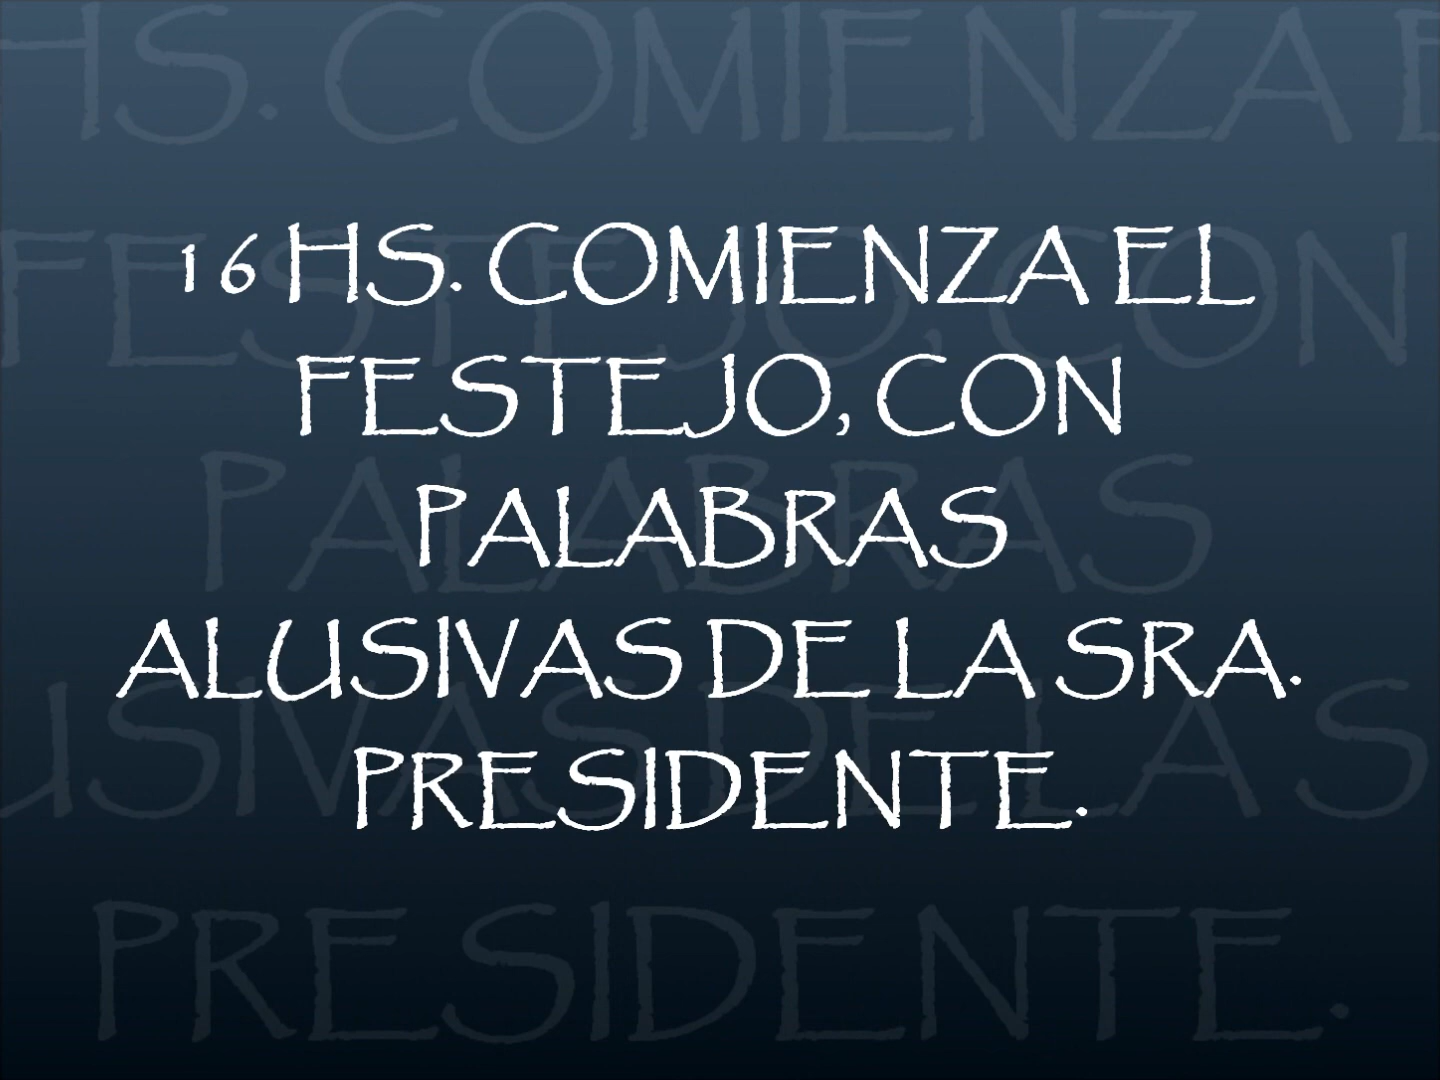 16 HS. COMIENZA EL
FESTEJO, CON
PALABRAS
ALUSIVAS DE LA SRA.
PRESIDENTE.